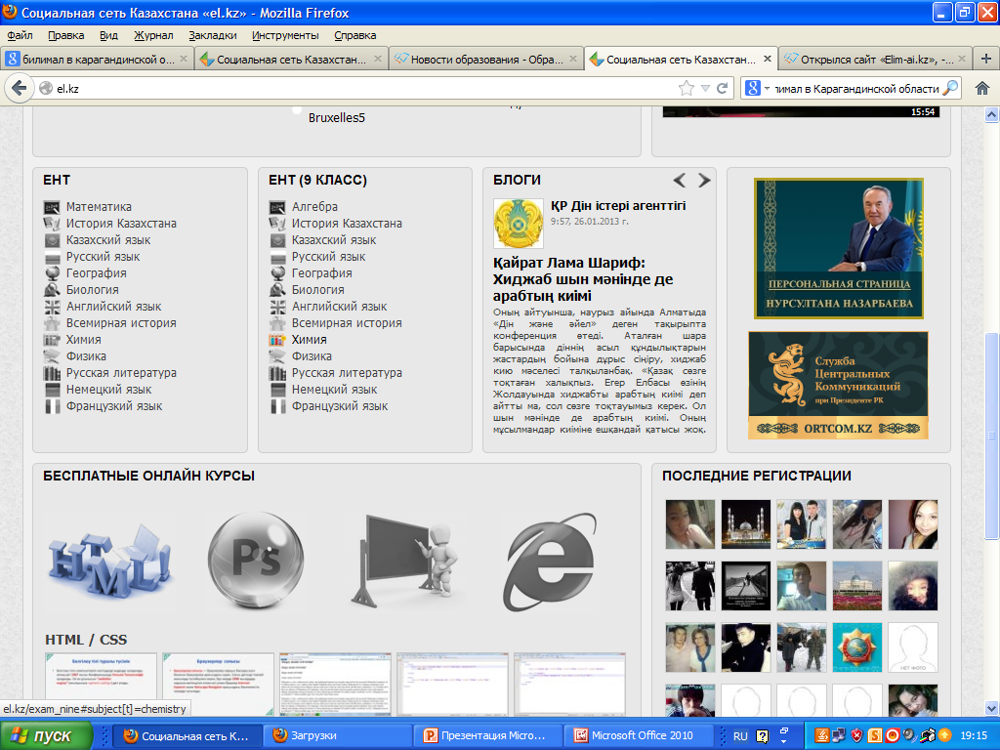 Социальная сеть Казахстана «el.kz» - Mozilla Firefox
Файл Правка Вид Журнал Закладки Инструменты Справка
билимал в карагандинской о...
Социальная сеть Казахстан...
Новости образования - Обра...
Социальная сеть Казахстан...
Открылся сайт «Elim-ai.kz», -...
el.kz
лимал в Карагандинской области
Bruxelles5
15:54
ЕНТ
Математика
История Казахстана
Казахский язык
Русский язык
География
Биология
Английский язык
Всемирная история
Химия
Физика
Русская литература
Немецкий язык
Французский язык
ЕНТ (9 КЛАСС)
Алгебра
История Казахстана
Казахский язык
Русский язык
География
Биология
Английский язык
Всемирная история
Химия
Физика
Русская литература
Немецкий язык
Французкий язык
БЛОГИ
ҚР Дін істері агенттігі
9:57, 26.01.2013 г.
Қайрат Лама Шариф:
Хиджаб шын мәнінде де
арабтың киімі
Оның айтуынша, наурыз айында Алматыда
«Дін және әйел» деген тақырыпта
конференция өтеді. Аталған шара
барысында діннің асыл құндылықтарын
жастардың бойына дұрыс сіңіру, хиджаб
кию мәселесі талқыланбақ. «Қазақ сөзге
тоқтаған халықпыз. Егер Елбасы өзінің
Жолдауында хиджабты арабтың киімі деп
айтты ма, сол сөзге тоқтауымыз керек. Ол
шын мәнінде де арабтың киімі. Оның
мұсылмандар киіміне ешқандай қатысы жоқ.
ПЕРСОНАЛЬНАЯ СТРАНИЦА
НУРСУЛТАНА НАЗАРБАЕВА
Служба
Центральных
Коммуникаций
при Президенте РК
ORTCOM.KZ
БЕСПЛАТНЫЕ ОНЛАЙН КУРСЫ
HTML!
Ps
HTML / CSS
ПОСЛЕДНИЕ РЕГИСТРАЦИИ
НЕТ ФОТО
el.kz/exam_nine#subject[t]=chemistry
пуск
Социальная сеть К...
Загрузки
Презентация Micro...
Microsoft Office 2010
RU
19:15